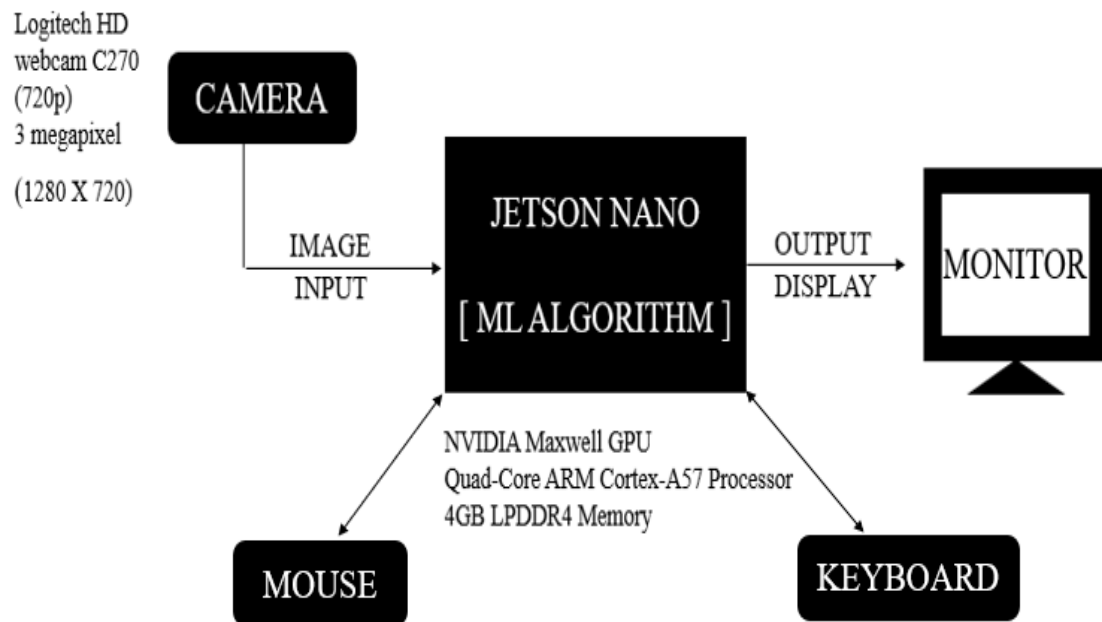 Logitech HD
webcam C270
(720p)
3 megapixel
(1280 X 720)
CAMERA
IMAGE
INPUT
JETSON NANO
[ ML ALGORITHM ]
OUTPUT
DISPLAY
MONITOR
NVIDIA Maxwell GPU
Quad-Core ARM Cortex-A57 Processor
4GB LPDDR4 Memory
MOUSE
KEYBOARD